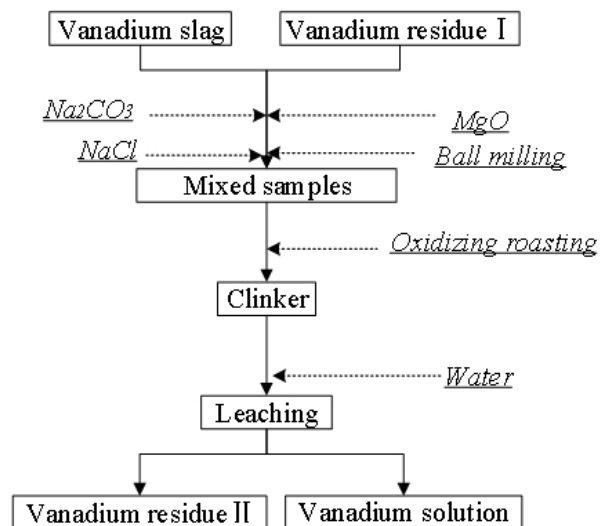 Vanadium slag
Vanadium residue Ⅰ
Na2CO3
MgO
NaCl
Ball milling
Mixed samples
Oxidizing roasting
Clinker
Water
Leaching
Vanadium residue Ⅱ
Vanadium solution